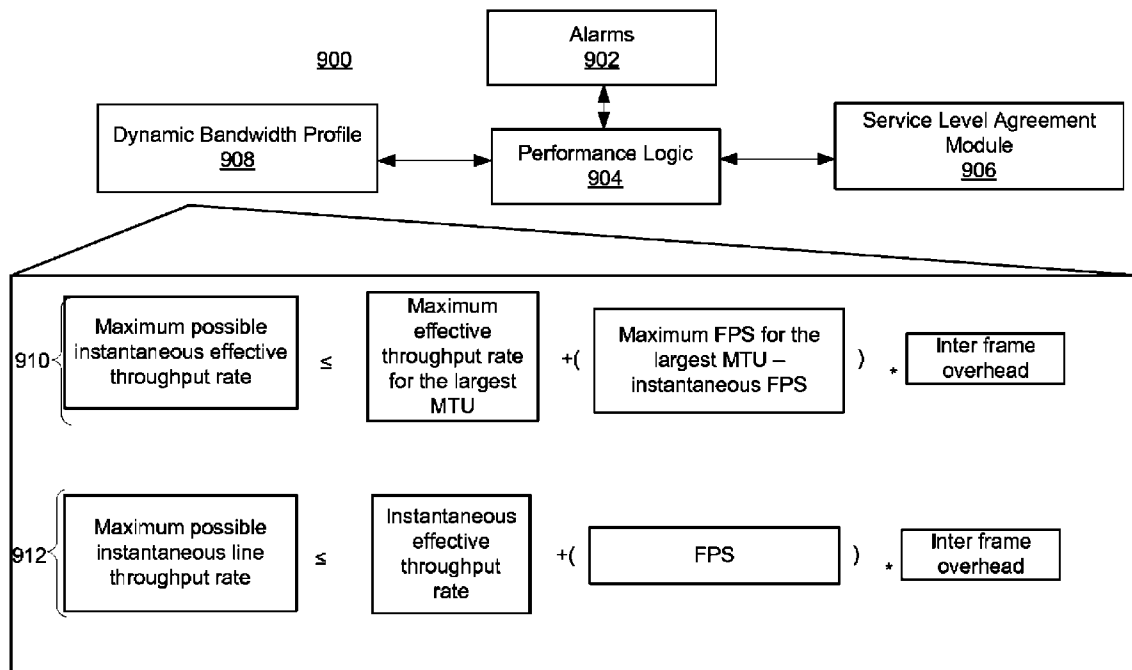 Alarms
902
900
Dynamic Bandwidth Profile
908
Performance Logic
904
Service Level Agreement
Module
906
910
Maximum possible
instantaneous effective
throughput rate
≤
Maximum
effective
throughput rate
for the largest
MTU
+(
Maximum FPS for the
largest MTU –
instantaneous FPS
)
*
Inter frame
overhead
912
Maximum possible
instantaneous line
throughput rate
≤
Instantaneous
effective
throughput
rate
+(
FPS
)
*
Inter frame
overhead